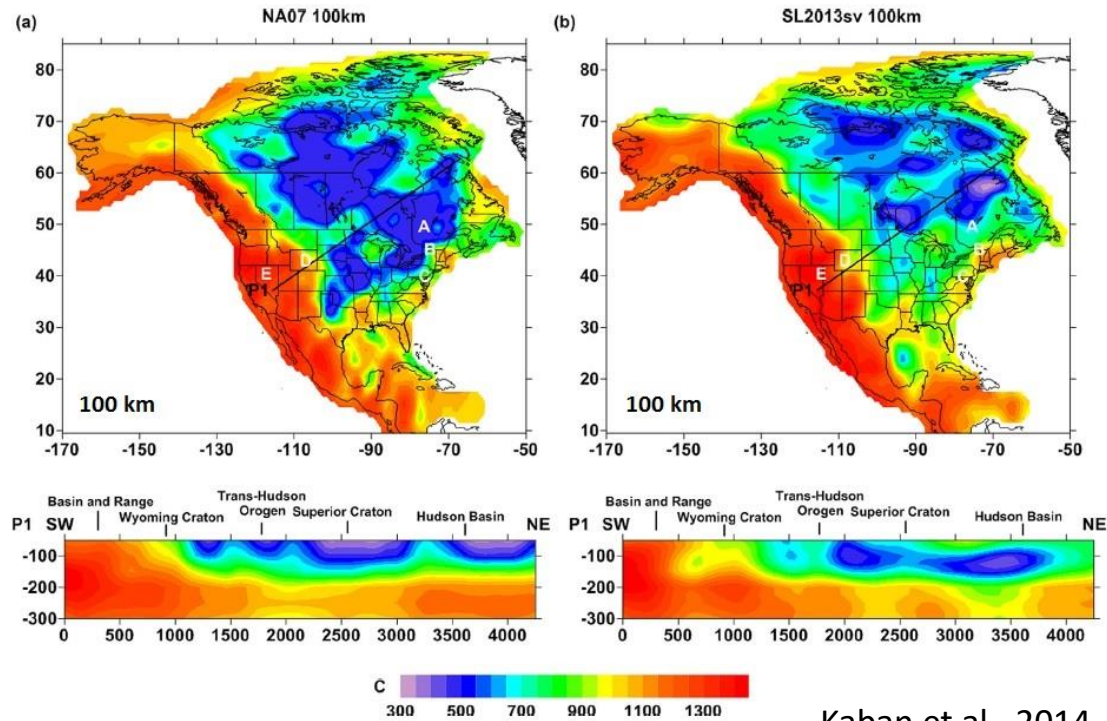 (a)
NA07 100km
80
70
60
50
40
30
20
10
-170
-150
-130
-110
-90
-70
-50
A
B
C
D
E
P1
100 km
(b)
SL2013sv 100km
80
70
60
50
40
30
20
10
-170
-150
-130
-110
-90
-70
-50
A
B
C
D
E
P1
100 km
Basin and Range
Trans-Hudson
P1 SW
Wyoming Craton
Orogen Superior Craton
Hudson Basin
NE
-100
-200
-300
0 500 1000 1500 2000 2500 3000 3500 4000
Basin and Range
Trans-Hudson
P1 SW
Wyoming Craton
Orogen Superior Craton
Hudson Basin
NE
-100
-200
-300
0 500 1000 1500 2000 2500 3000 3500 4000
C
300 500 700 900 1100 1300
Kaban et al., 2014